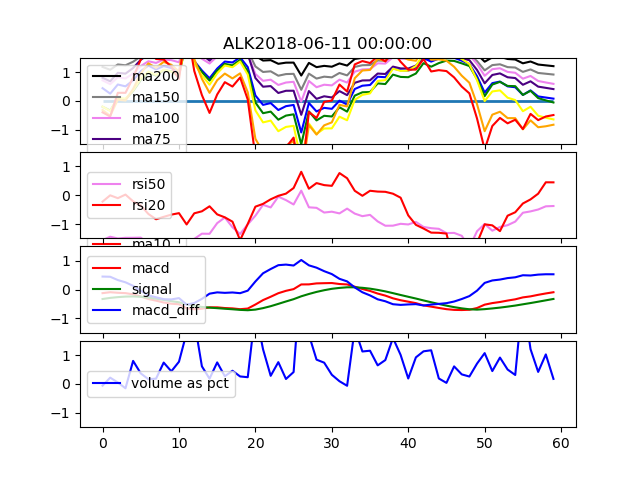 ALK2018-06-11 00:00:00
1
0
−1
ma200
ma150
ma100
ma75
1
0
−1
rsi50
rsi20
ma10
1
0
−1
macd
signal
macd_diff
1
0
−1
volume as pct
0 10 20 30 40 50 60